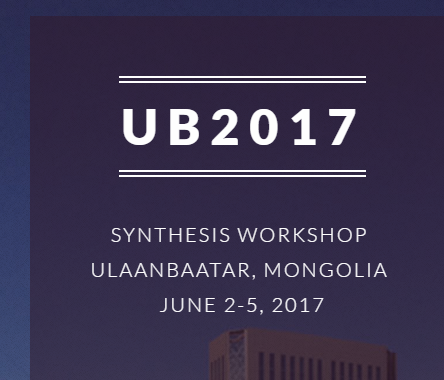 UB2017
SYNTHESIS WORKSHOP
ULAANBAATAR, MONGOLIA
JUNE 2-5, 2017